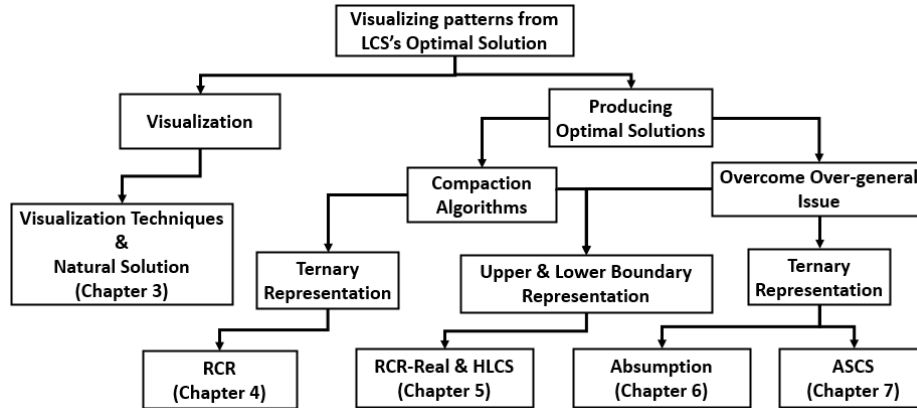 Visualizing patterns from
LCS's Optimal Solution
Visualization
Producing
Optimal Solutions
Compaction
Algorithms
Overcome Over-general
Issue
Visualization Techniques
&
Natural Solution
(Chapter 3)
Ternary
Representation
Upper & Lower Boundary
Representation
Ternary
Representation
RCR
(Chapter 4)
RCR-Real & HLCS
(Chapter 5)
Absumption
(Chapter 6)
ASCS
(Chapter 7)